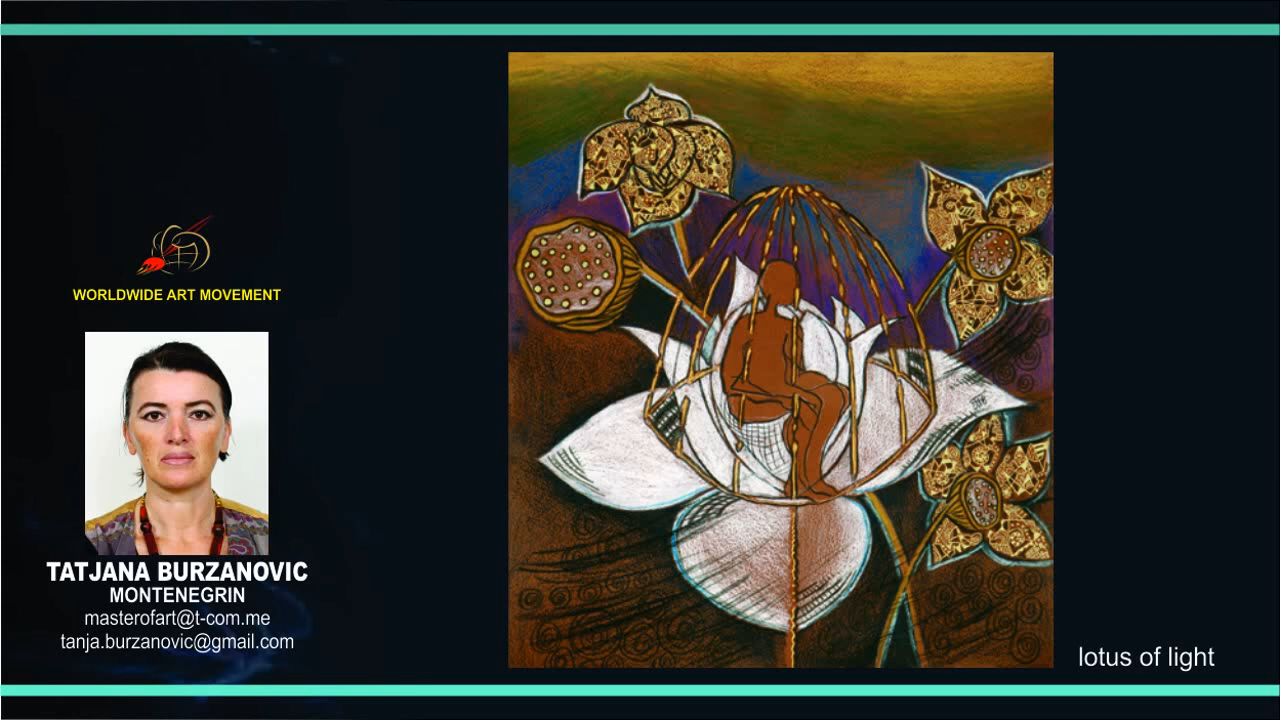 WORLDWIDE ART MOVEMENT
TATJANA BURZANOVIC
MONTENEGRIN
masterofart@t-com.me
tanja.burzanovic@gmail.com
lotus of light